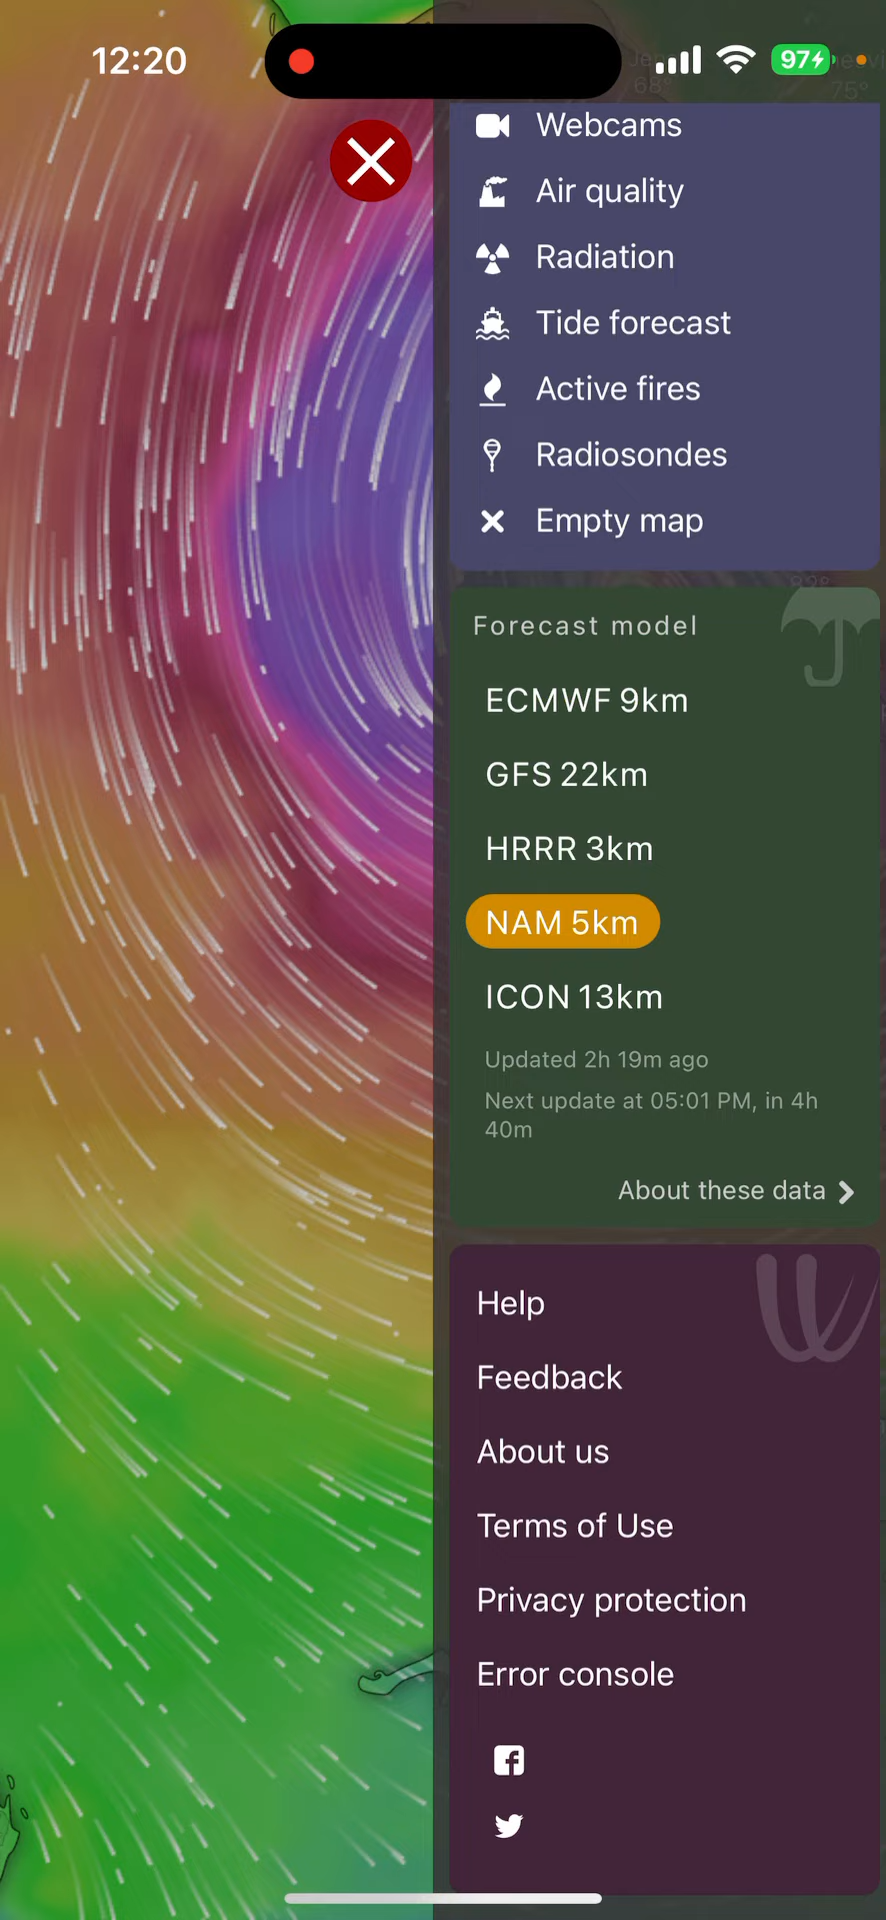 12:20
97
68°
75°
Webcams
Air quality
Radiation
Tide forecast
Active fires
Radiosondes
Empty map
Forecast model
ECMWF 9km
GFS 22km
HRRR 3km
NAM 5km
ICON 13km
Updated 2h 19m ago
Next update at 05:01 PM, in 4h
40m
About these data
Help
Feedback
About us
Terms of Use
Privacy protection
Error console